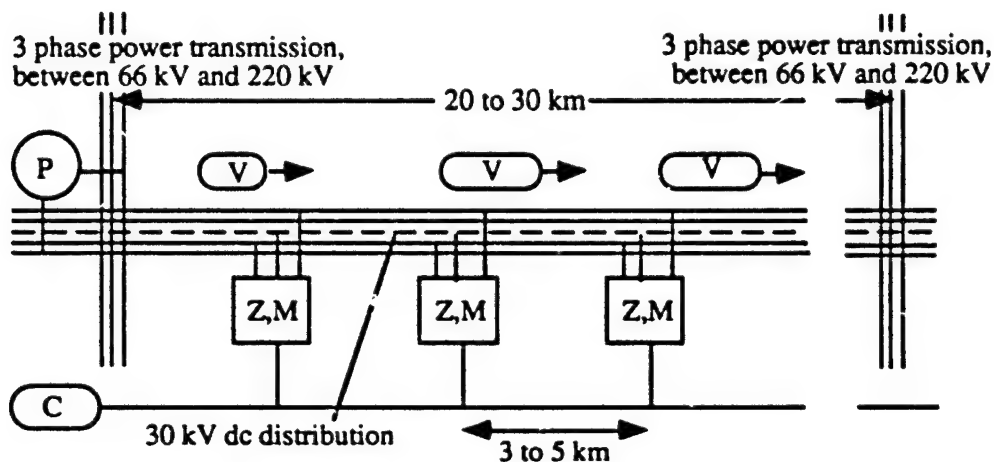 3 phase power transmission,
between 66 kV and 220 kV
3 phase power transmission,
between 66 kV and 220 kV
20 to 30 km
P
V
V
V
Z,M
Z,M
Z,M
C
30 kV dc distribution
3 to 5 km